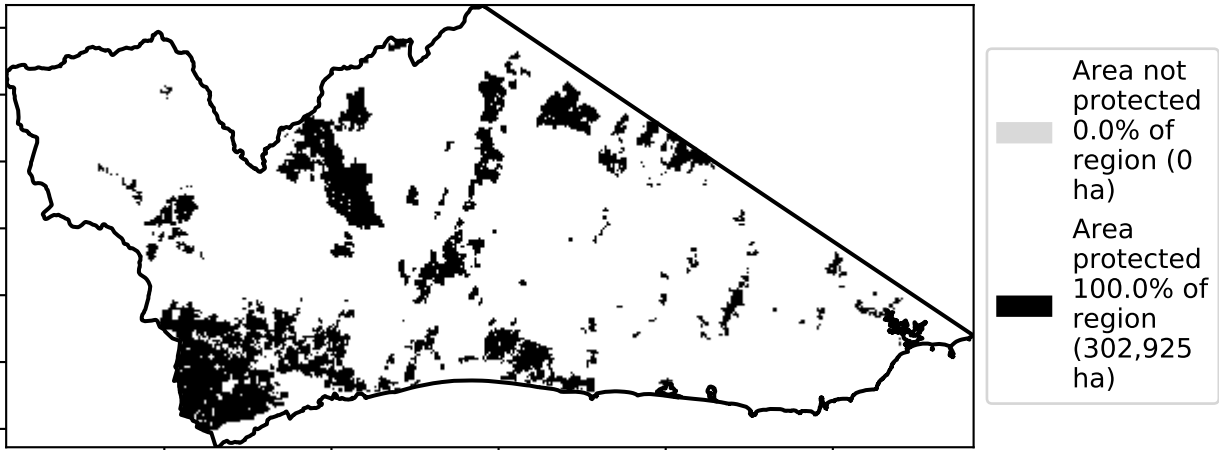 Area not
protected
0.0% of
region (0
ha)
Area
protected
100.0% of
region
(302,925
ha)